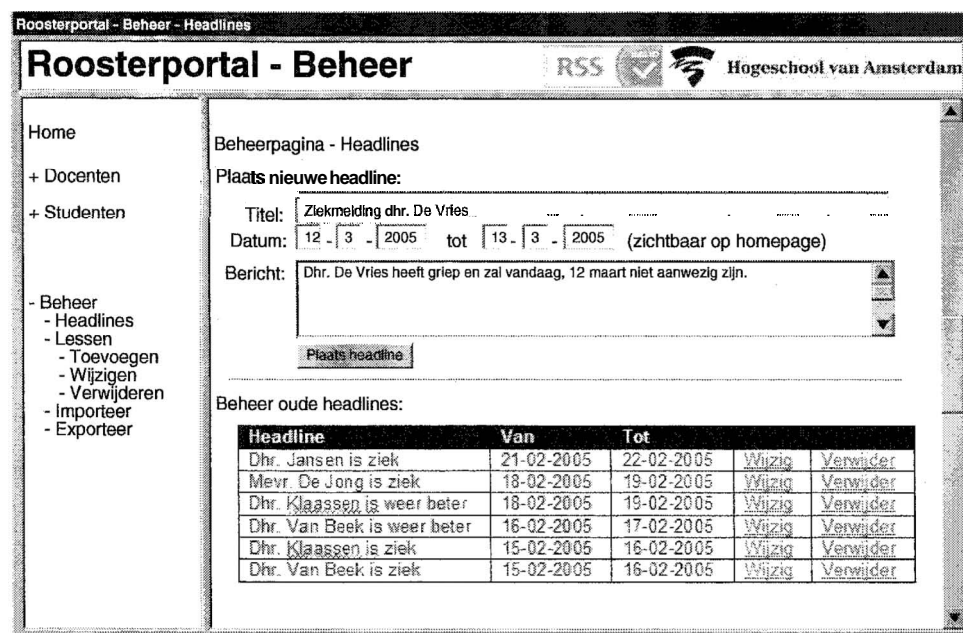 Roosterportal - Beheer - Headlines
Roosterportal - Beheer
RSS
Hogeschool van Amsterdam
Home
+ Docenten
+ Studenten
- Beheer
- Headlines
- Lessen
- Toevoegen
- Wijzigen
- Verwijderen
- Importeer
- Exporteer
Beheerpagina - Headlines
Plaats nieuwe headline:
Titel: Ziekmelding dhr. De Vries
Datum: 12 - 3 - 2005 tot 13 - 3 - 2005 (zichtbaar op homepage)
Bericht: Dhr. De Vries heeft griep en zal vandaag, 12 maart niet aanwezig zijn.
Plaats headline
Beheer oude headlines:
Headline Van Tot
Dhr. Jansen is ziek 21-02-2005 22-02-2005 Wijzig Verwijder
Mevr. De Jong is ziek 18-02-2005 19-02-2005 Wijzig Verwijder
Dhr. Klaassen is weer beter 18-02-2005 19-02-2005 Wijzig Verwijder
Dhr. Van Beek is weer beter 16-02-2005 17-02-2005 Wijzig Verwijder
Dhr. Klaassen is ziek 15-02-2005 16-02-2005 Wijzig Verwijder
Dhr. Van Beek is ziek 15-02-2005 16-02-2005 Wijzig Verwijder